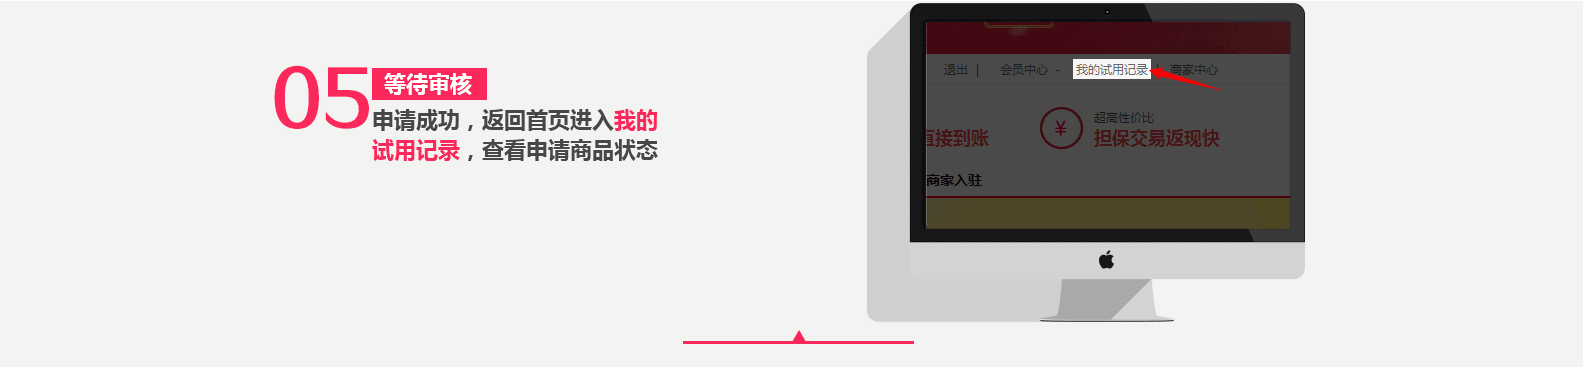 05
等待审核
申请成功，返回首页进入我的
试用记录，查看申请商品状态
退出 | 会员中心 - 我的试用记录 | 商家中心
超高性价比
直接到账 ¥ 担保交易返现快
商家入驻